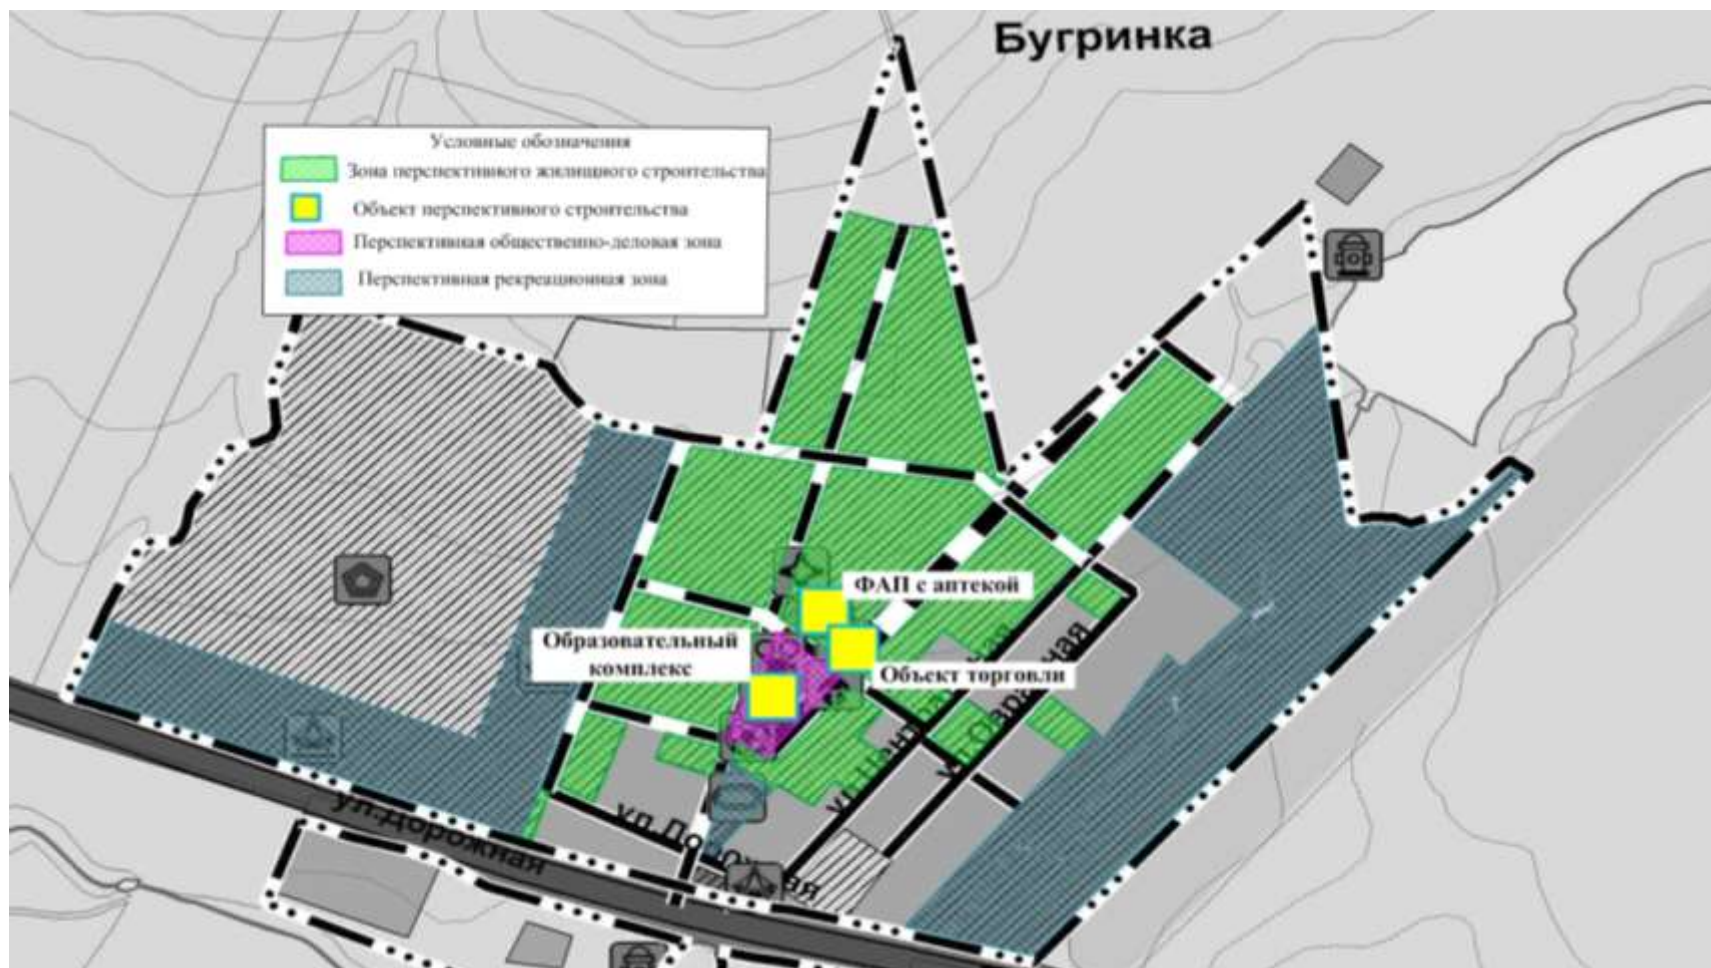 Бугринка
Условные обозначения
Зона перспективного жилищного строительства
Объект перспективного строительства
Перспективная общественно-деловая зона
Перспективная рекреационная зона
ФАП с аптекой
Образовательный
комплекс
Объект торговли
ул.Дорожная